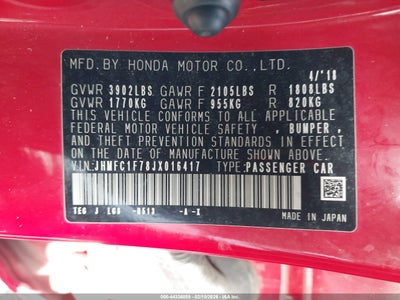 MFD.BY HONDA MOTOR CO.,LTD.
4/'18
GVWR 3902LBS GAWR F 2105LBS R 1808LBS
GVWR 1770KG GAWR F 955KG R 820KG
THIS VEHICLE CONFORMS TO ALL APPLICABLE
FEDERAL MOTOR VEHICLE SAFETY , BUMPER ,
AND THEFT PREVENTION STANDARDS IN EFFECT
ON THE DATE OF MANUFACTURE SHOWN ABOVE.
VIN:JHMFC1F78JX016417 TYPE:PASSENGER CAR
MADE IN JAPAN